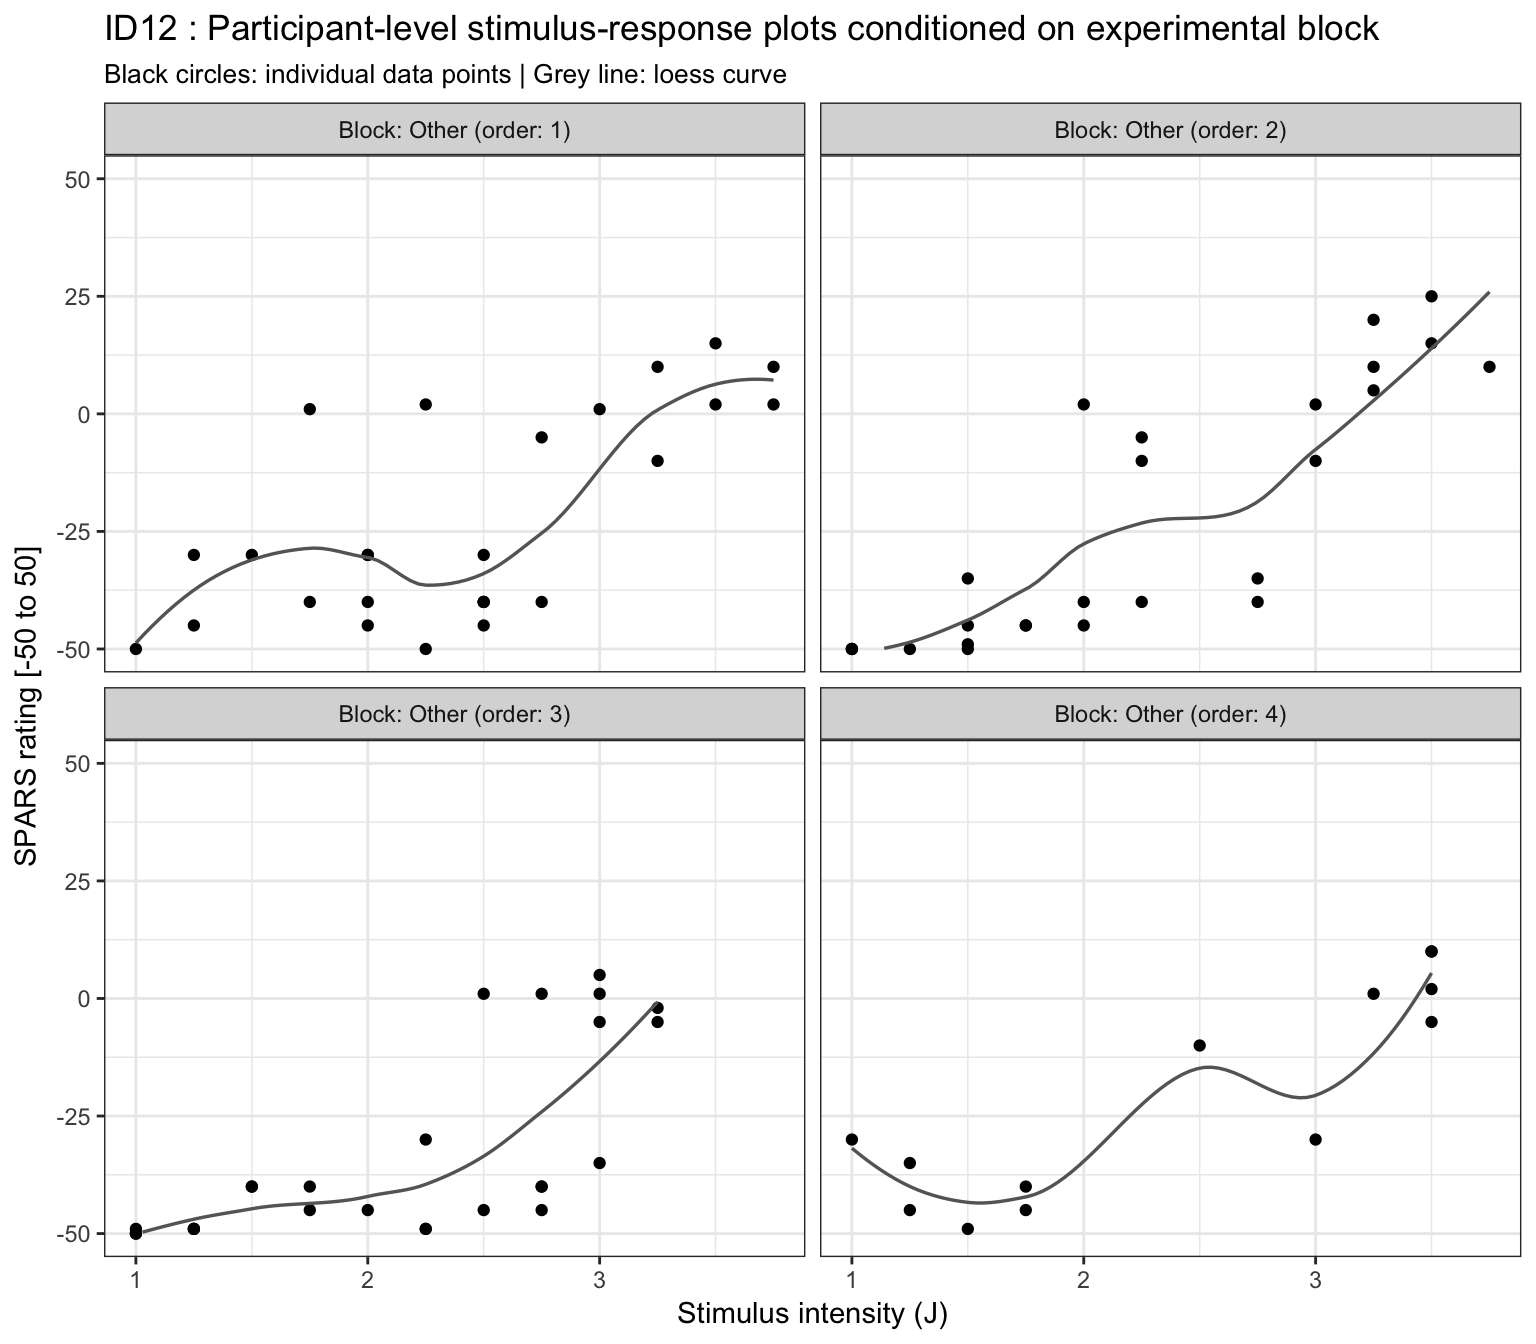 ID12 : Participant-level stimulus-response plots conditioned on experimental block
Black circles: individual data points | Grey line: loess curve
Block: Other (order: 1)
Block: Other (order: 2)
50
25
0
-25
-50
Block: Other (order: 3)
Block: Other (order: 4)
50
25
0
-25
-50
SPARS rating [-50 to 50]
1
2
3
1
2
3
Stimulus intensity (J)